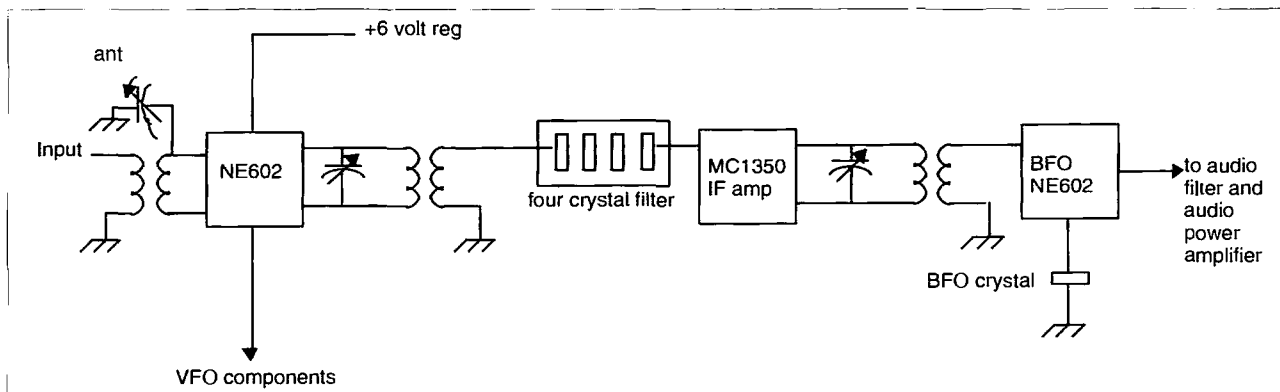 +6 volt reg
ant
Input
NE602
four crystal filter
MC1350
IF amp
BFO
NE602
to audio
filter and
audio
power
amplifier
BFO crystal
VFO components